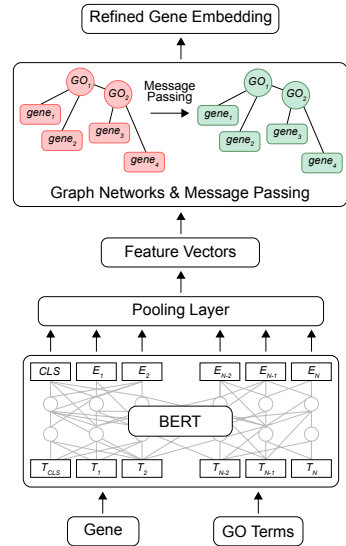 Refined Gene Embedding
GO1 GO2 gene1 gene2 gene3 gene4
Message
Passing
GO1 GO2 gene1 gene2 gene3 gene4
Graph Networks & Message Passing
Feature Vectors
Pooling Layer
CLS E1 E2 EN-2 EN-1 EN
BERT
TCLS T1 T2 TN-2 TN-1 TN
Gene GO Terms